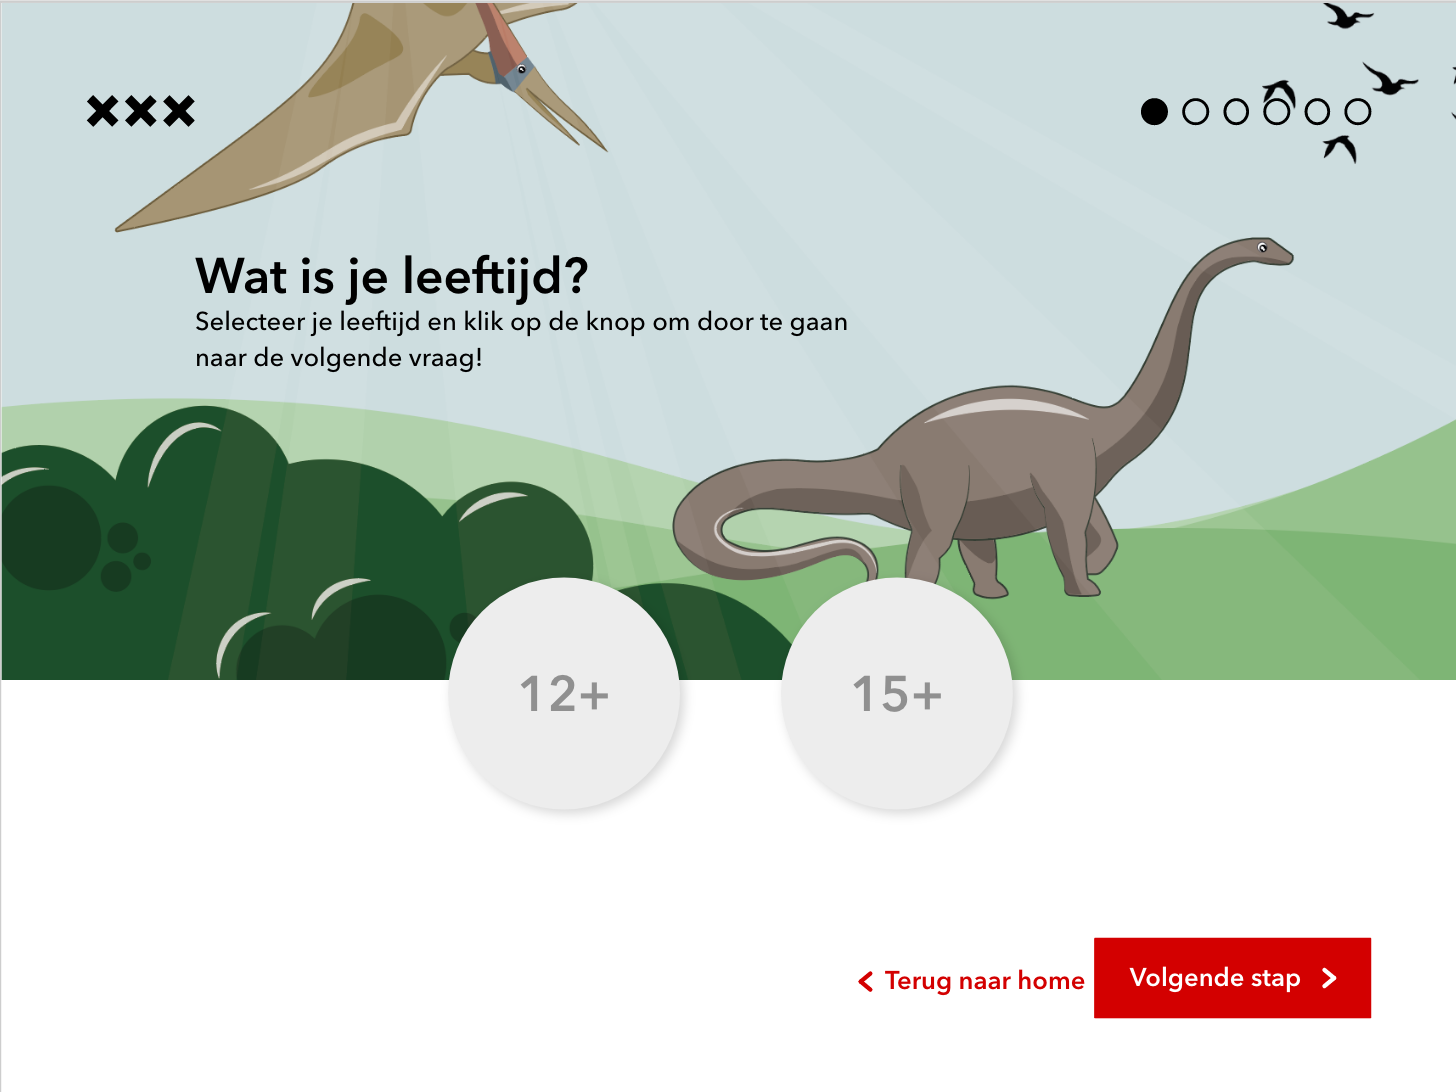 Wat is je leeftijd?
Selecteer je leeftijd en klik op de knop om door te gaan
naar de volgende vraag!
12+
15+
Terug naar home
Volgende stap